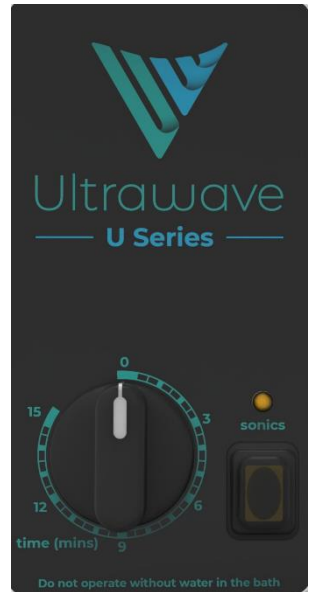 Ultrawave
U Series
0
3
6
9
12
15
time (mins)
sonics
Do not operate without water in the bath